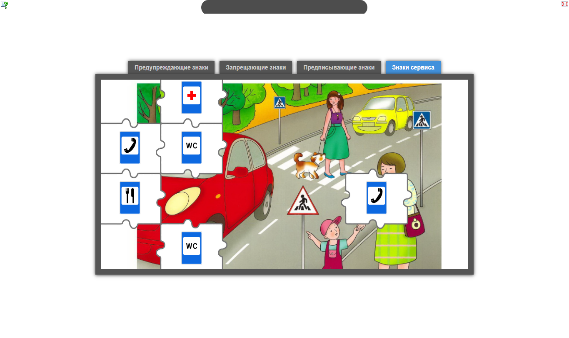 Предупреждающие знаки
Запрещающие знаки
Предписывающие знаки
Знаки сервиса
WC
WC